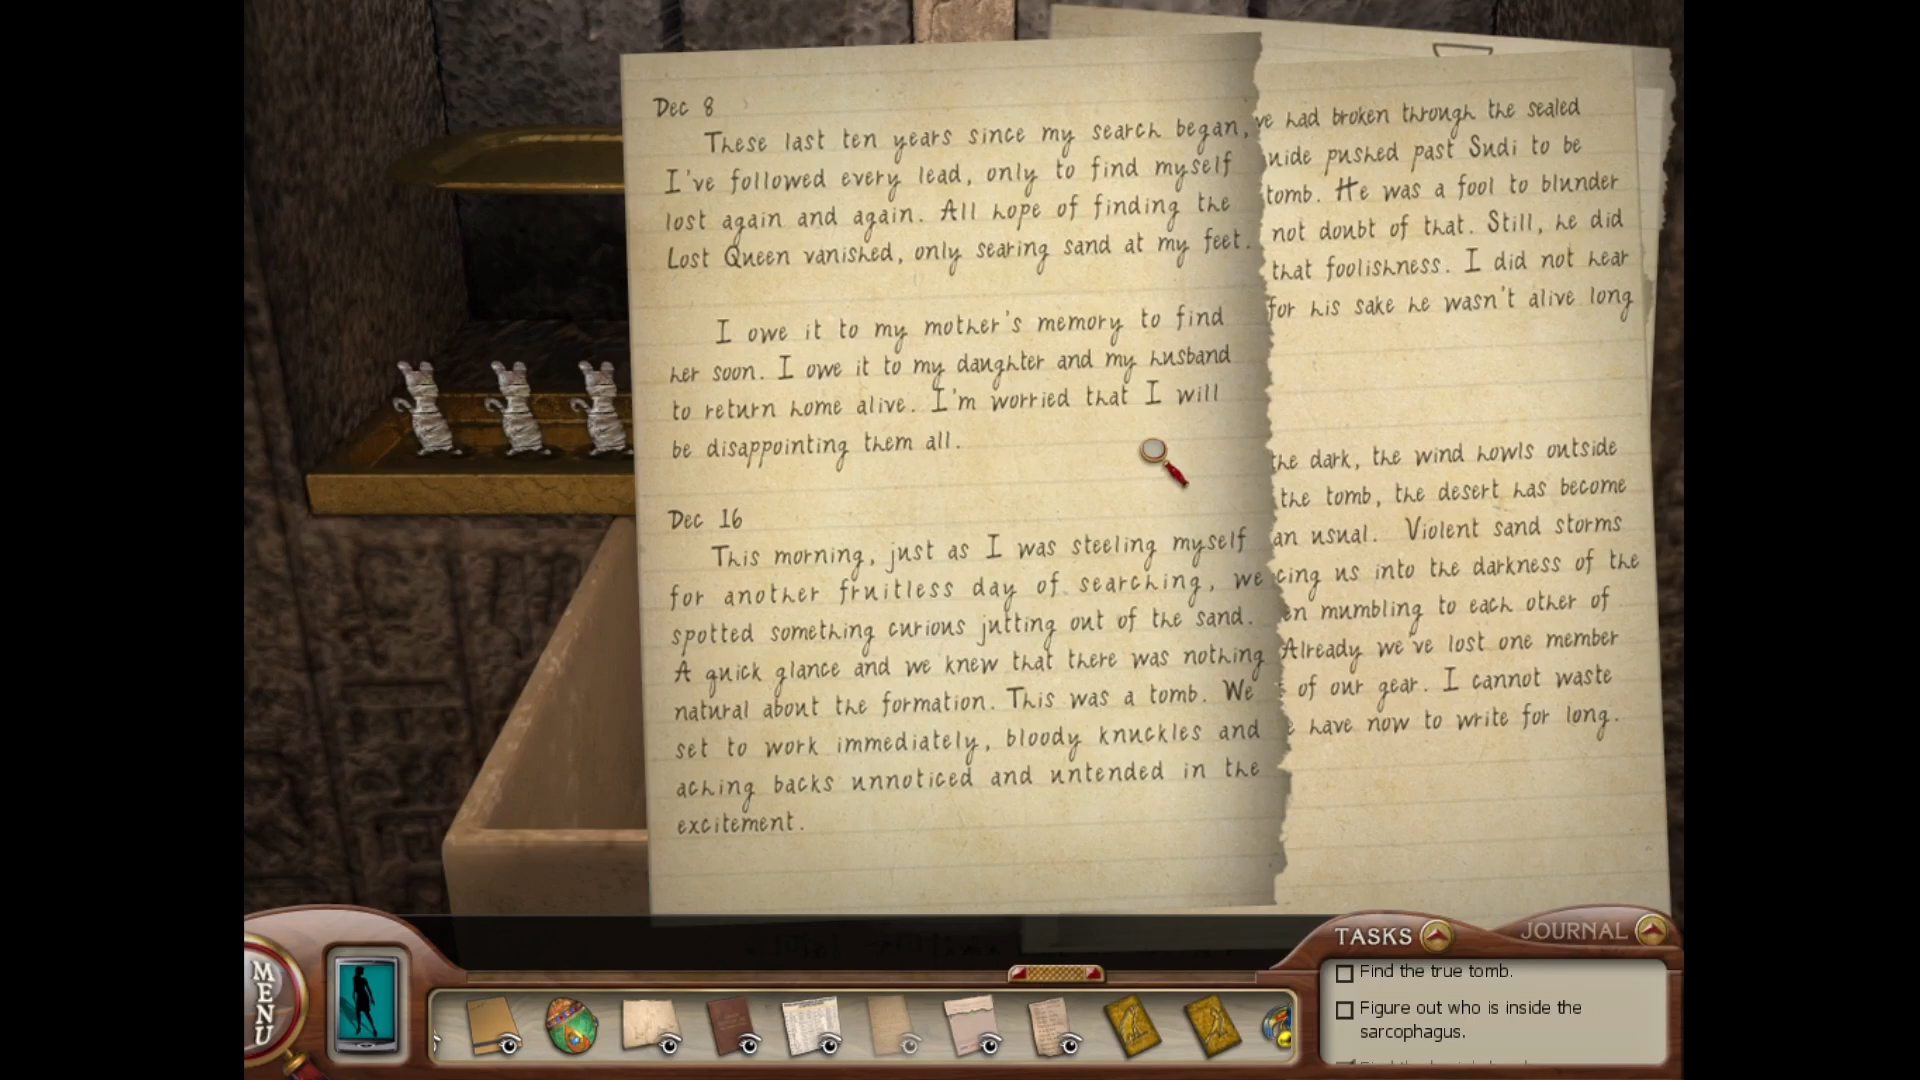 Dec 8
These last ten years since my search began,
I've followed every lead, only to find myself
lost again and again. All hope of finding the
Lost Queen vanished, only searing sand at my feet.
I owe it to my mother's memory to find
her soon. I owe it to my daughter and my husband
to return home alive. I'm worried that I will
be disappointing them all.
Dec 16
This morning, just as I was steeling myself
for another fruitless day of searching, we
spotted something curious jutting out of the sand.
A quick glance and we knew that there was nothing
natural about the formation. This was a tomb. We
set to work immediately, bloody knuckles and
aching backs unnoticed and untended in the
excitement.
ve had broken through the sealed
uide pushed past Sudi to be
tomb. He was a fool to blunder
not doubt of that. Still, he did
that foolishness. I did not hear
for his sake he wasn't alive long
the dark, the wind howls outside
the tomb, the desert has become
an usual. Violent sand storms
cing us into the darkness of the
en mumbling to each other of
Already we've lost one member
of our gear. I cannot waste
have now to write for long.
MENU
TASKS
JOURNAL
Find the true tomb.
Figure out who is inside the
sarcophagus.